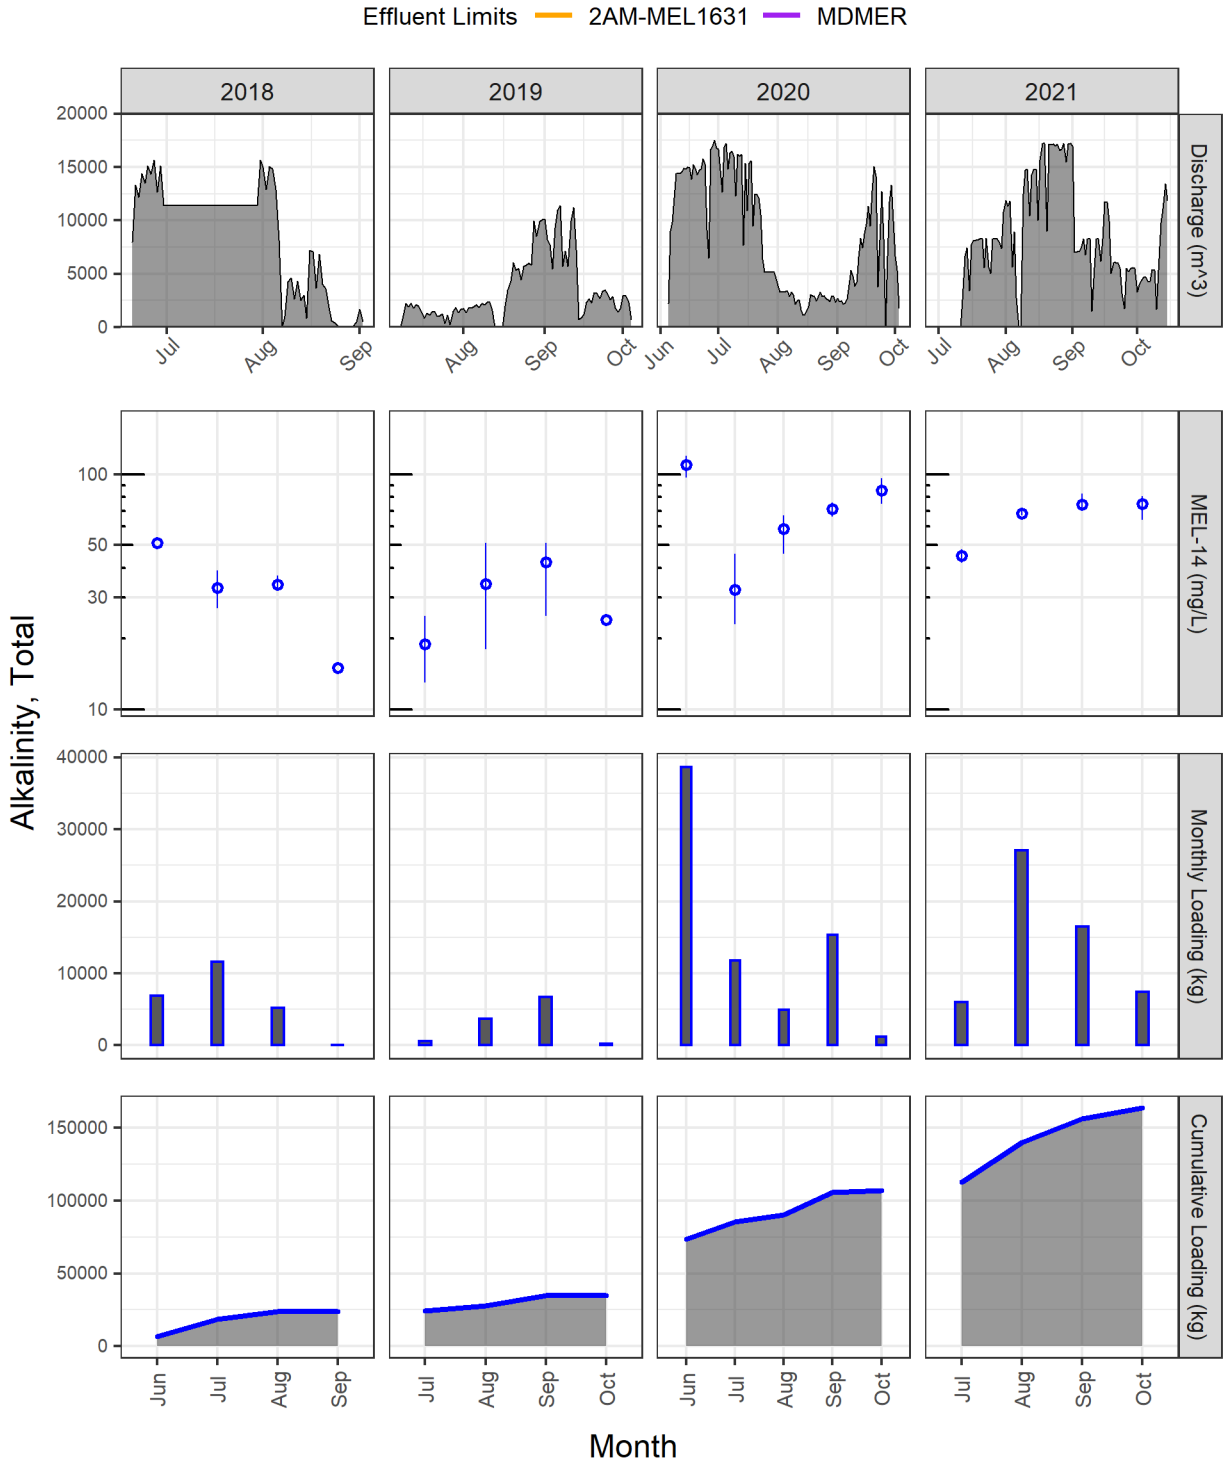 Effluent Limits 2AM-MEL1631 MDMER
2018 2019 2020 2021
20000
15000
10000
5000
0
Discharge (m^3)
Jul Aug Sep Aug Sep Oct Jun Jul Aug Sep Oct Jul Aug Sep Oct
100
50
30
10
MEL-14 (mg/L)
Alkalinity, Total
40000
30000
20000
10000
0
Monthly Loading (kg)
150000
100000
50000
0
Cumulative Loading (kg)
Jun Jul Aug Sep Jul Aug Sep Oct Jun Jul Aug Sep Oct Jul Aug Sep Oct
Month